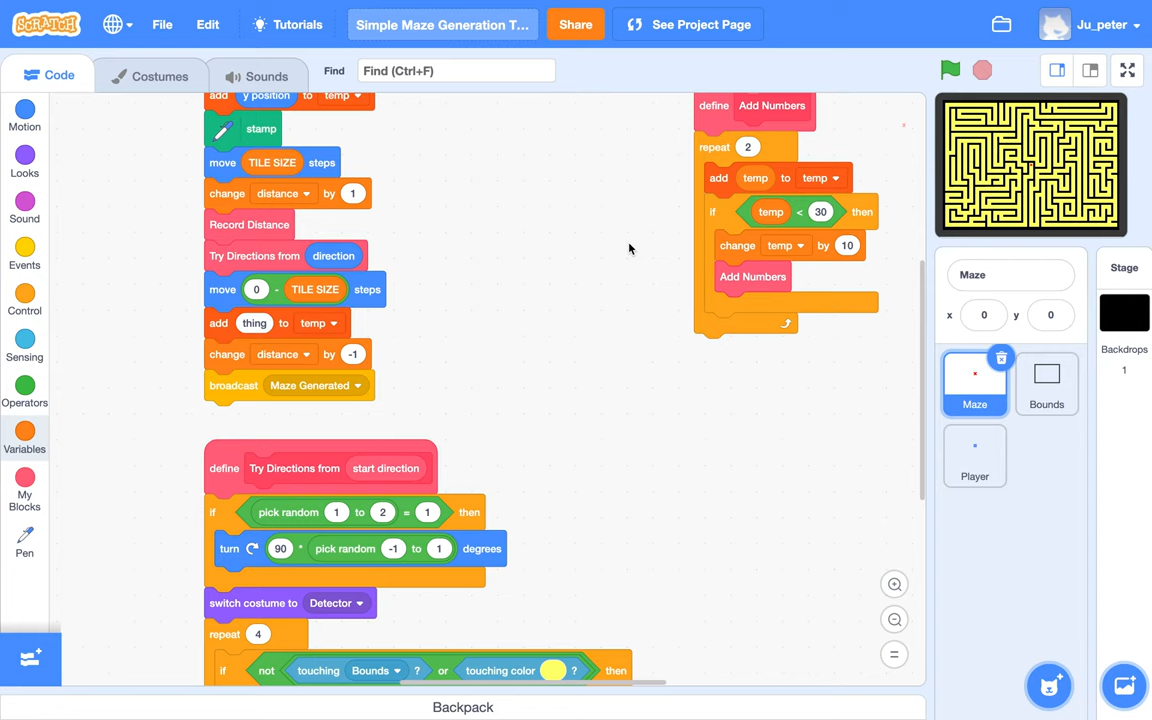 SCRATCH File Edit Tutorials Simple Maze Generation T... Share See Project Page Ju_peter
Code Costumes Sounds Find Find (Ctrl+F)
Motion
Looks
Sound
Events
Control
Sensing
Operators
Variables
My
Blocks
Pen
add y position to temp
stamp
move TILE SIZE steps
change distance by 1
Record Distance
Try Directions from direction
move 0 - TILE SIZE steps
add thing to temp
change distance by -1
broadcast Maze Generated
define Try Directions from start direction
if pick random 1 to 2 = 1 then
turn 90 * pick random -1 to 1 degrees
switch costume to Detector
repeat 4
if not touching Bounds ? or touching color ? then
define Add Numbers
repeat 2
add temp to temp
if temp < 30 then
change temp by 10
Add Numbers
Maze
x 0 y 0
Maze
Bounds
Player
Stage
Backdrops
1
Backpack